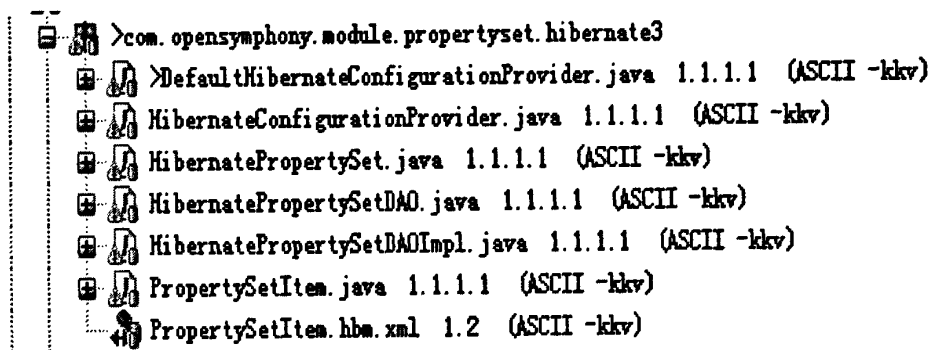 >com.opensymphony.module.propertyset.hibernate3
>DefaultHibernateConfigurationProvider.java 1.1.1.1 (ASCII -kkv)
HibernateConfigurationProvider.java 1.1.1.1 (ASCII -kkv)
HibernatePropertySet.java 1.1.1.1 (ASCII -kkv)
HibernatePropertySetDAO.java 1.1.1.1 (ASCII -kkv)
HibernatePropertySetDAOImpl.java 1.1.1.1 (ASCII -kkv)
PropertySetItem.java 1.1.1.1 (ASCII -kkv)
PropertySetItem.hbm.xml 1.2 (ASCII -kkv)